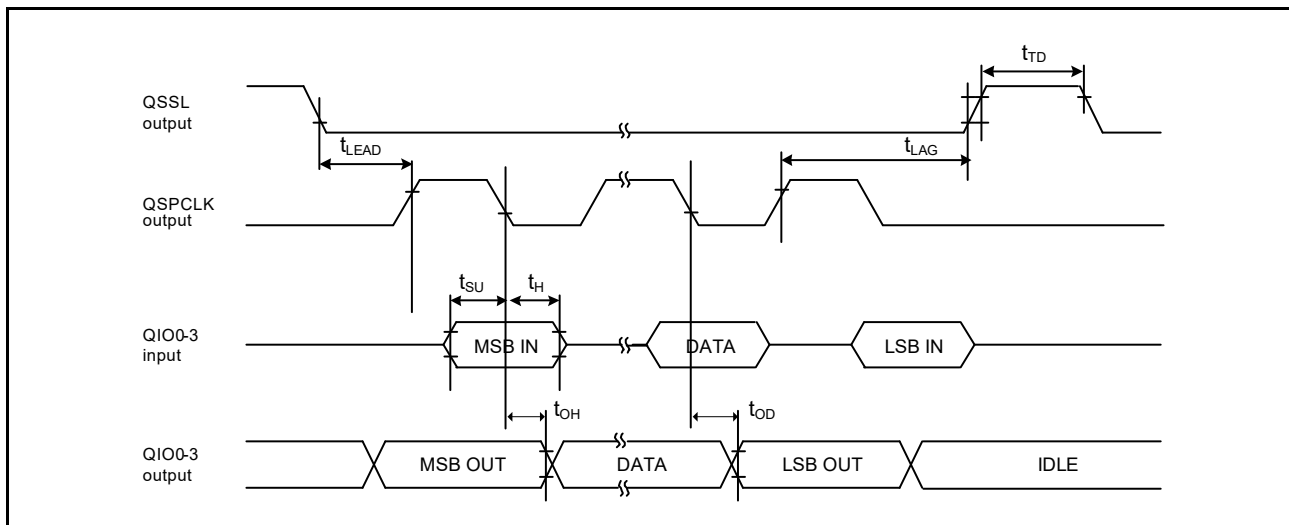 tTD
QSSL
output
tLEAD
tLAG
QSPCLK
output
tSU
tH
QIO0-3
input
MSB IN
DATA
LSB IN
tOH
tOD
QIO0-3
output
MSB OUT
DATA
LSB OUT
IDLE